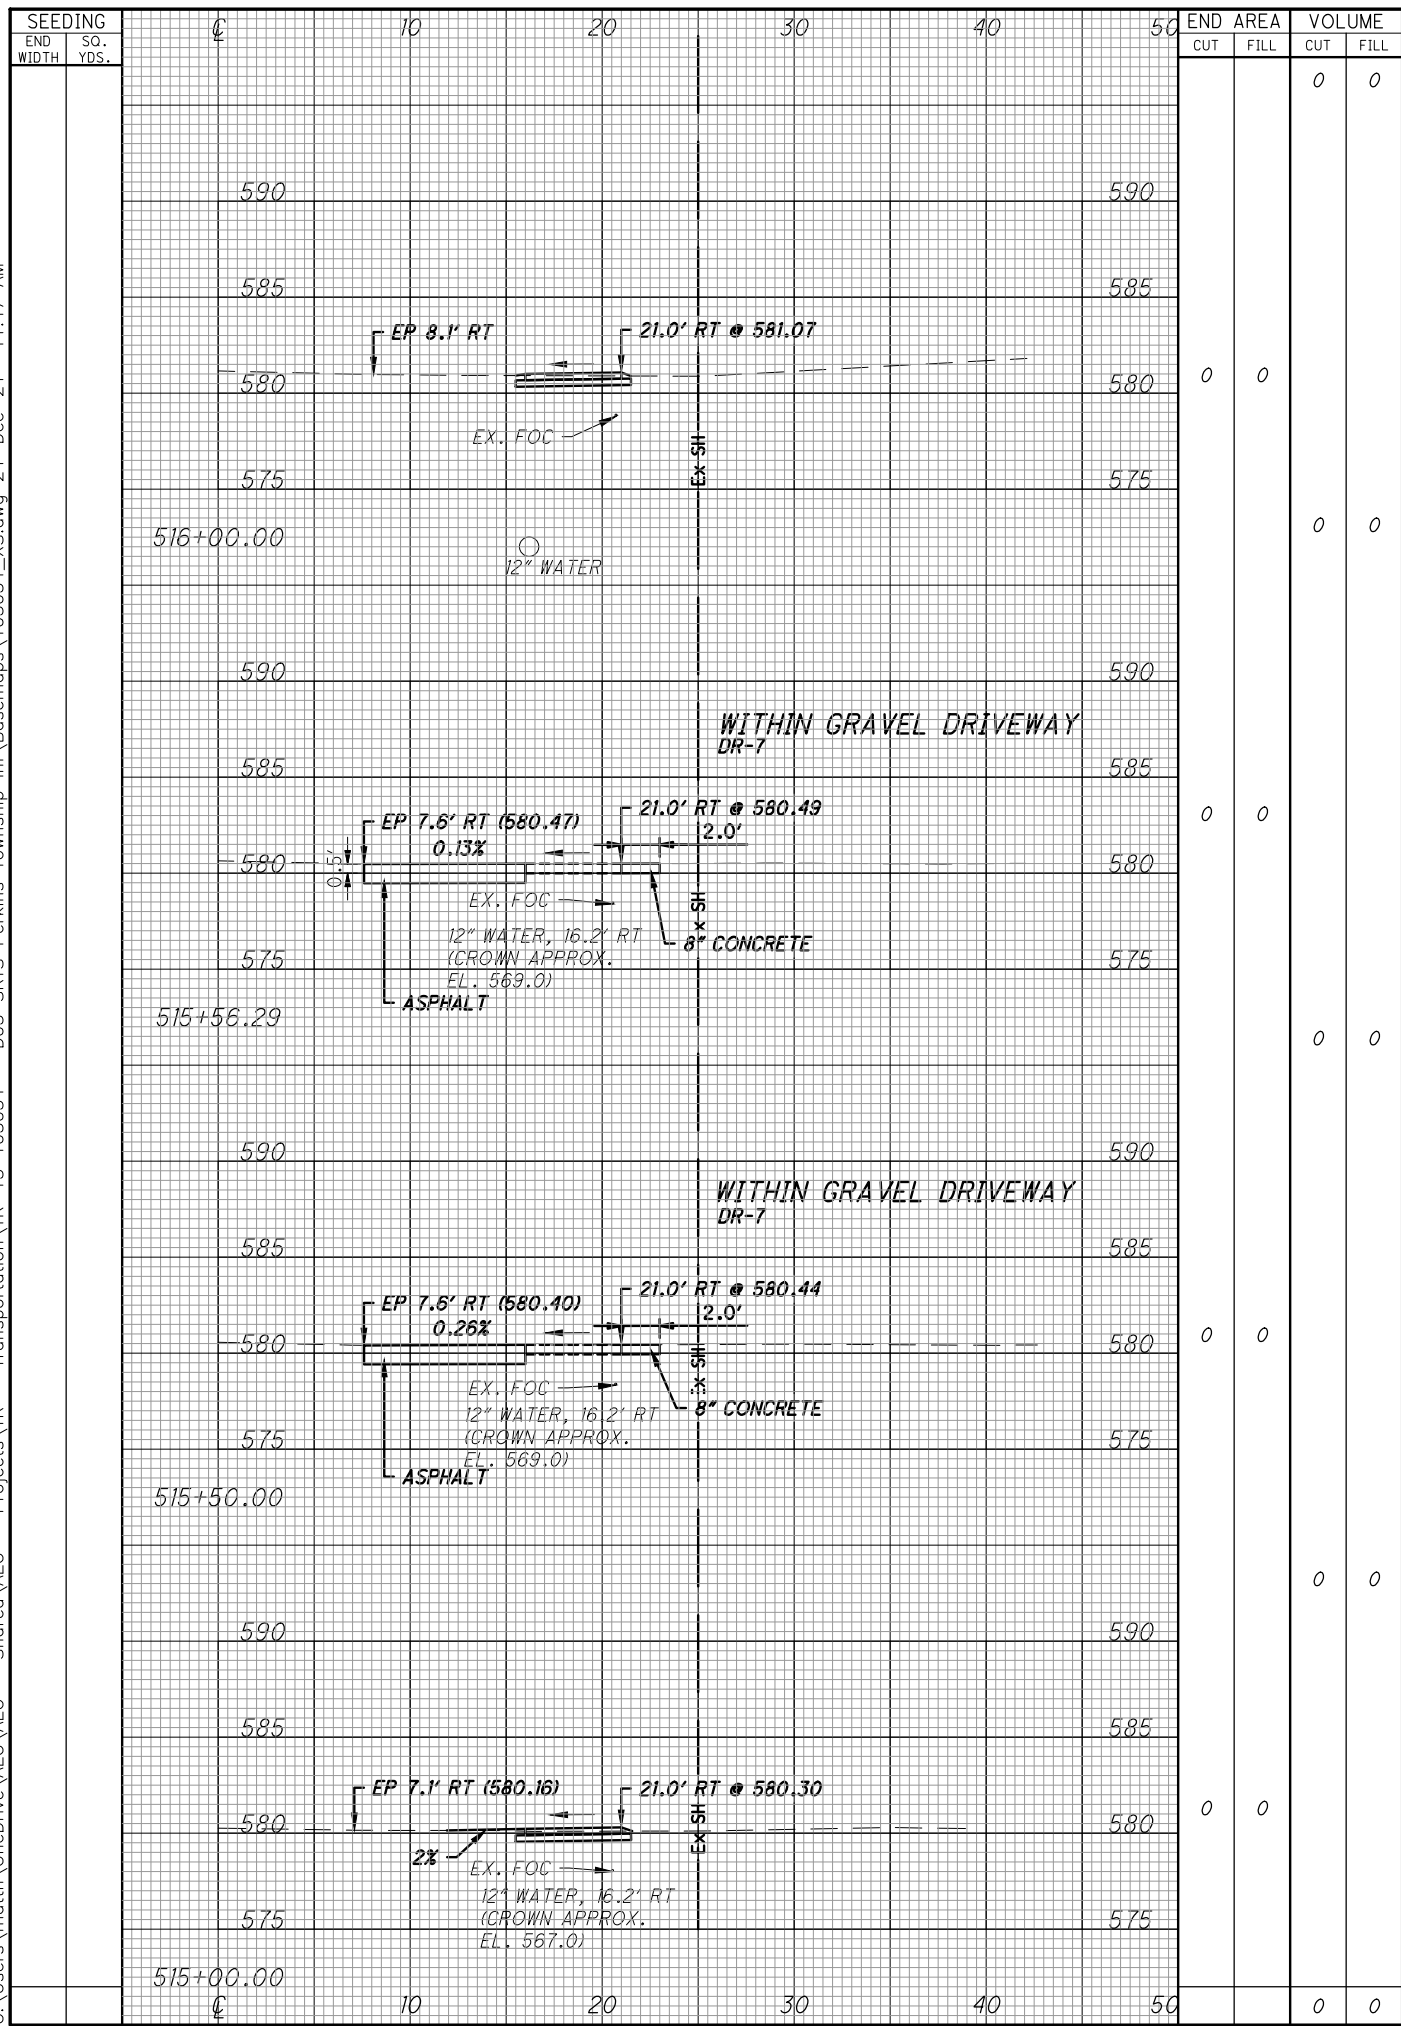 SEEDING
END WIDTH
SQ. YDS.
℄ 10 20 30 40 50
END AREA
VOLUME
CUT FILL CUT FILL
0 0
590 590
585 585
EP 8.1' RT
21.0' RT @ 581.07
580 580
0 0
EX. FOC
EX SH
575 575
516+00.00
0 0
12" WATER
590 590
WITHIN GRAVEL DRIVEWAY
DR-7
585 585
21.0' RT @ 580.49
EP 7.6' RT (580.47)
2.0'
0 0
0.13%
0.5'
580 580
EX. FOC
EX SH
12" WATER, 16.2' RT
(CROWN APPROX.
EL. 569.0)
8" CONCRETE
575 575
ASPHALT
515+56.29
0 0
590 590
WITHIN GRAVEL DRIVEWAY
DR-7
585 585
21.0' RT @ 580.44
EP 7.6' RT (580.40)
2.0'
0.26%
580 580
0 0
EX. FOC
EX SH
12" WATER, 16.2' RT
(CROWN APPROX.
EL. 569.0)
8" CONCRETE
575 575
ASPHALT
515+50.00
0 0
590 590
585 585
EP 7.1' RT (580.16)
21.0' RT @ 580.30
0 0
580 580
EX SH
2%
EX. FOC
12" WATER, 16.2' RT
(CROWN APPROX.
EL. 567.0)
575 575
515+00.00
℄ 10 20 30 40 50
0 0